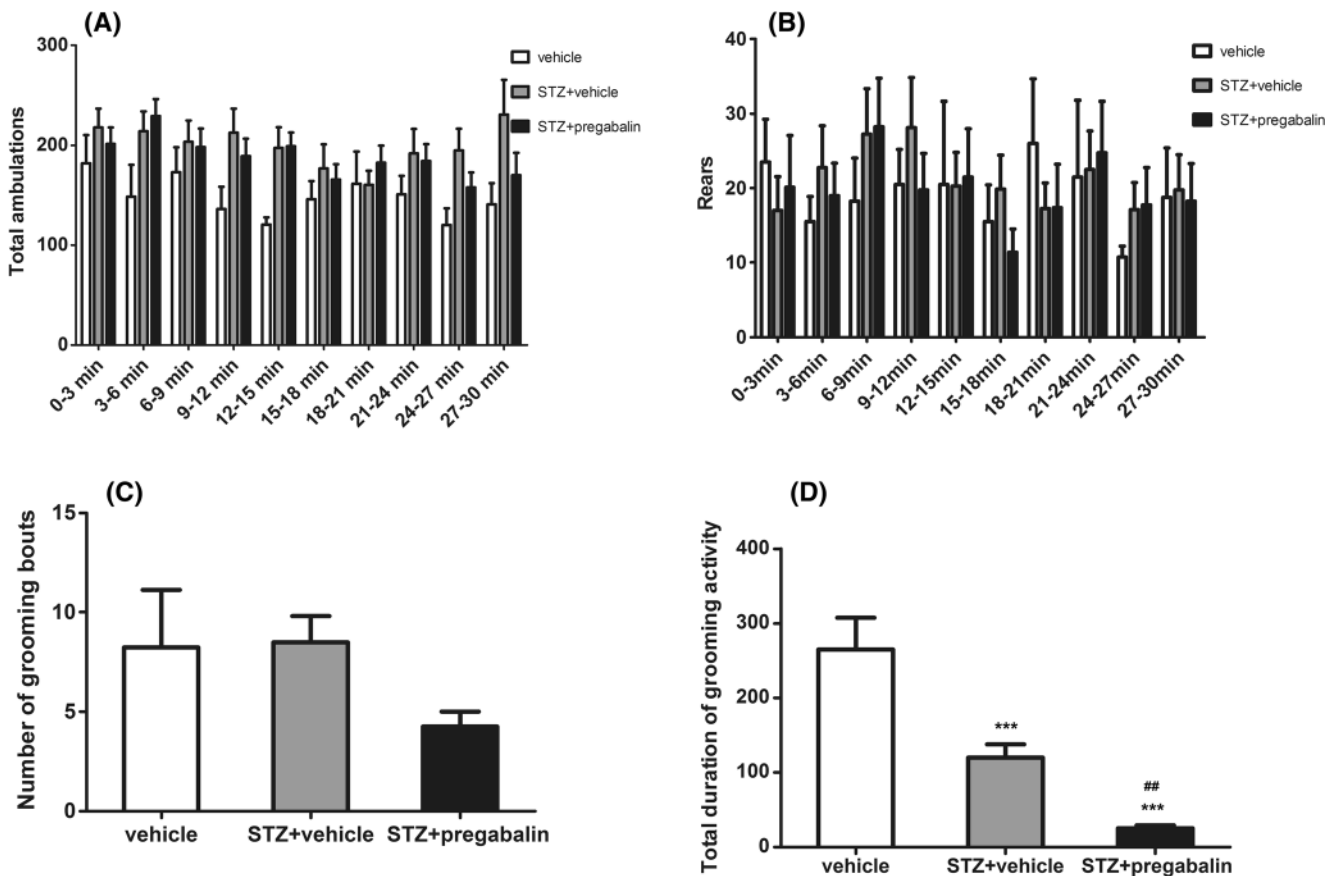 (A)
Total ambulations
300
200
100
0
vehicle
STZ+vehicle
STZ+pregabalin
0-3 min
3-6 min
6-9 min
9-12 min
12-15 min
15-18 min
18-21 min
21-24 min
24-27 min
27-30 min
(B)
Rears
40
30
20
10
0
vehicle
STZ+vehicle
STZ+pregabalin
0-3min
3-6min
6-9min
9-12min
12-15min
15-18min
18-21min
21-24min
24-27min
27-30min
(C)
Number of grooming bouts
15
10
5
0
vehicle
STZ+vehicle
STZ+pregabalin
(D)
Total duration of grooming activity
400
300
200
100
0
***
##
***
vehicle
STZ+vehicle
STZ+pregabalin